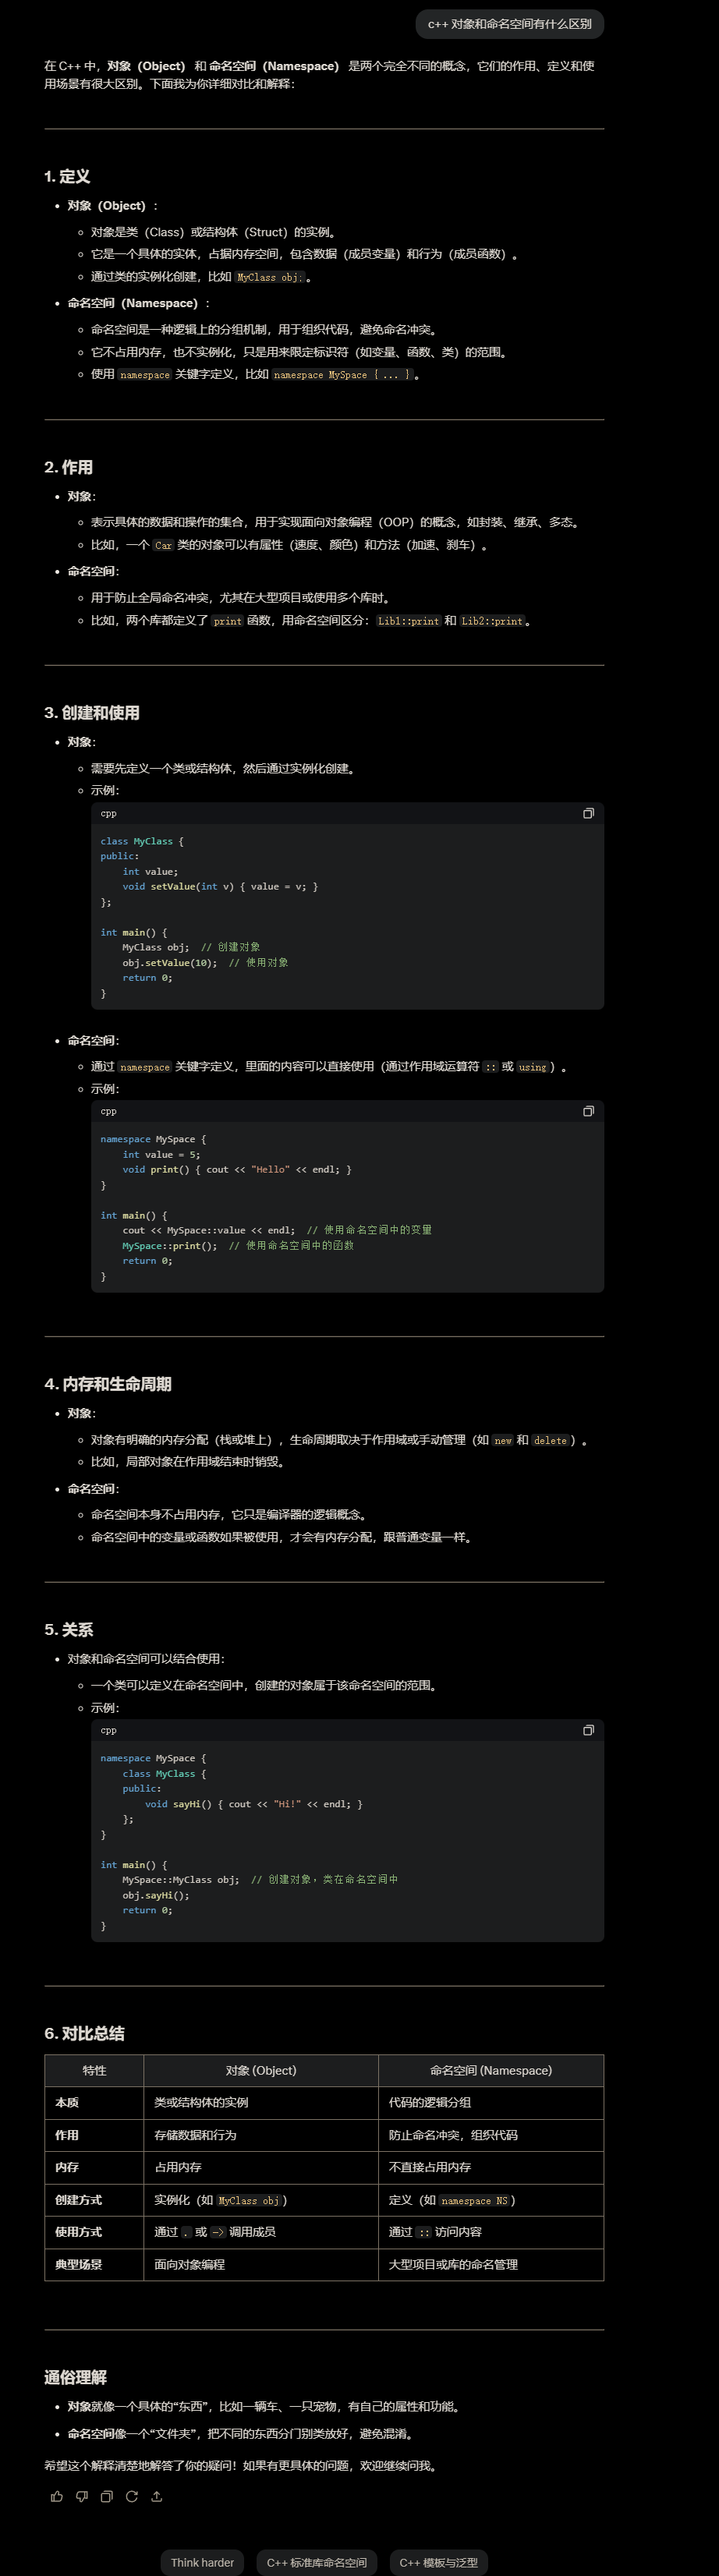 c++ 对象和命名空间有什么区别
在 C++ 中，对象（Object） 和 命名空间（Namespace） 是两个完全不同的概念，它们的作用、定义和使
用场景有很大区别。下面我为你详细对比和解释：
1. 定义
• 对象（Object）：
◦ 对象是类（Class）或结构体（Struct）的实例。
◦ 它是一个具体的实体，占据内存空间，包含数据（成员变量）和行为（成员函数）。
◦ 通过类的实例化创建，比如 MyClass obj;。
• 命名空间（Namespace）：
◦ 命名空间是一种逻辑上的分组机制，用于组织代码，避免命名冲突。
◦ 它不占用内存，也不实例化，只是用来限定标识符（如变量、函数、类）的范围。
◦ 使用 namespace 关键字定义，比如 namespace MySpace { ... }。
2. 作用
• 对象：
◦ 表示具体的数据和操作的集合，用于实现面向对象编程（OOP）的概念，如封装、继承、多态。
◦ 比如，一个 Car 类的对象可以有属性（速度、颜色）和方法（加速、刹车）。
• 命名空间：
◦ 用于防止全局命名冲突，尤其在大型项目或使用多个库时。
◦ 比如，两个库都定义了 print 函数，用命名空间区分：Lib1::print 和 Lib2::print。
3. 创建和使用
• 对象：
◦ 需要先定义一个类或结构体，然后通过实例化创建。
◦ 示例：
cpp
class MyClass {
public:
    int value;
    void setValue(int v) { value = v; }
};
int main() {
    MyClass obj;  // 创建对象
    obj.setValue(10);  // 使用对象
    return 0;
}
• 命名空间：
◦ 通过 namespace 关键字定义，里面的内容可以直接使用（通过作用域运算符 :: 或 using）。
◦ 示例：
cpp
namespace MySpace {
    int value = 5;
    void print() { cout << "Hello" << endl; }
}
int main() {
    cout << MySpace::value << endl;  // 使用命名空间中的变量
    MySpace::print();  // 使用命名空间中的函数
    return 0;
}
4. 内存和生命周期
• 对象：
◦ 对象有明确的内存分配（栈或堆上），生命周期取决于作用域或手动管理（如 new 和 delete）。
◦ 比如，局部对象在作用域结束时销毁。
• 命名空间：
◦ 命名空间本身不占用内存，它只是编译器的逻辑概念。
◦ 命名空间中的变量或函数如果被使用，才会有内存分配，跟普通变量一样。
5. 关系
• 对象和命名空间可以结合使用：
◦ 一个类可以定义在命名空间中，创建的对象属于该命名空间的范围。
◦ 示例：
cpp
namespace MySpace {
    class MyClass {
    public:
        void sayHi() { cout << "Hi!" << endl; }
    };
}
int main() {
    MySpace::MyClass obj;  // 创建对象，类在命名空间中
    obj.sayHi();
    return 0;
}
6. 对比总结
特性 对象 (Object) 命名空间 (Namespace)
本质 类或结构体的实例 代码的逻辑分组
作用 存储数据和行为 防止命名冲突，组织代码
内存 占用内存 不直接占用内存
创建方式 实例化（如 MyClass obj） 定义（如 namespace NS）
使用方式 通过 . 或 -> 调用成员 通过 :: 访问内容
典型场景 面向对象编程 大型项目或库的命名管理
通俗理解
• 对象就像一个具体的“东西”，比如一辆车、一只宠物，有自己的属性和功能。
• 命名空间像一个“文件夹”，把不同的东西分门别类放好，避免混淆。
希望这个解释清楚地解答了你的疑问！如果有更具体的问题，欢迎继续问我。
Think harder C++ 标准库命名空间 C++ 模板与泛型